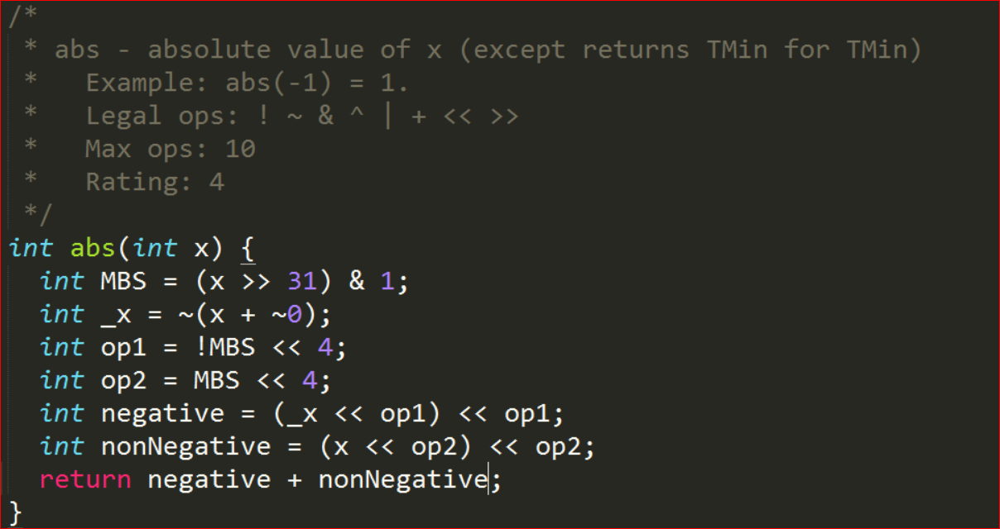 /*
 * abs - absolute value of x (except returns TMin for TMin)
 *   Example: abs(-1) = 1.
 *   Legal ops: ! ~ & ^ | + << >>
 *   Max ops: 10
 *   Rating: 4
 */
int abs(int x) {
  int MBS = (x >> 31) & 1;
  int _x = ~(x + ~0);
  int op1 = !MBS << 4;
  int op2 = MBS << 4;
  int negative = (_x << op1) << op1;
  int nonNegative = (x << op2) << op2;
  return negative + nonNegative;
}